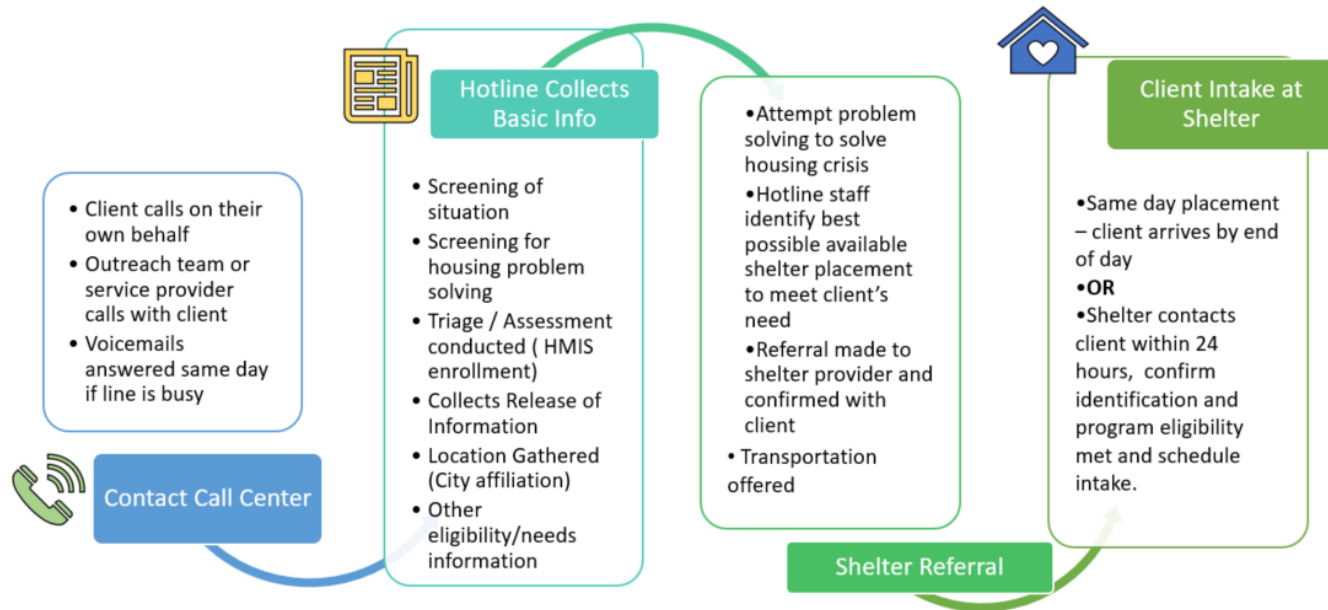 • Client calls on their
own behalf
• Outreach team or
service provider
calls with client
• Voicemails
answered same day
if line is busy
Contact Call Center
Hotline Collects
Basic Info
• Screening of
situation
• Screening for
housing problem
solving
• Triage / Assessment
conducted ( HMIS
enrollment)
• Collects Release of
Information
• Location Gathered
(City affiliation)
• Other
eligibility/needs
information
•Attempt problem
solving to solve
housing crisis
•Hotline staff
identify best
possible available
shelter placement
to meet client’s
need
•Referral made to
shelter provider and
confirmed with
client
• Transportation
offered
Shelter Referral
Client Intake at
Shelter
•Same day placement
– client arrives by end
of day
•OR
•Shelter contacts
client within 24
hours, confirm
identification and
program eligibility
met and schedule
intake.